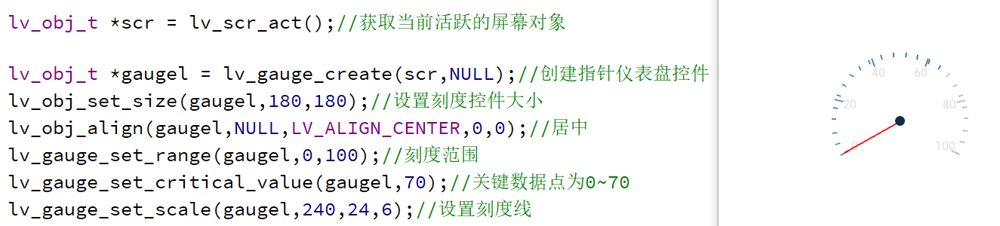 lv_obj_t *scr = lv_scr_act();//获取当前活跃的屏幕对象
lv_obj_t *gaugel = lv_gauge_create(scr,NULL);//创建指针仪表盘控件
lv_obj_set_size(gaugel,180,180);//设置刻度控件大小
lv_obj_align(gaugel,NULL,LV_ALIGN_CENTER,0,0);//居中
lv_gauge_set_range(gaugel,0,100);//刻度范围
lv_gauge_set_critical_value(gaugel,70);//关键数据点为0~70
lv_gauge_set_scale(gaugel,240,24,6);//设置刻度线
40 60
20 80
0 100